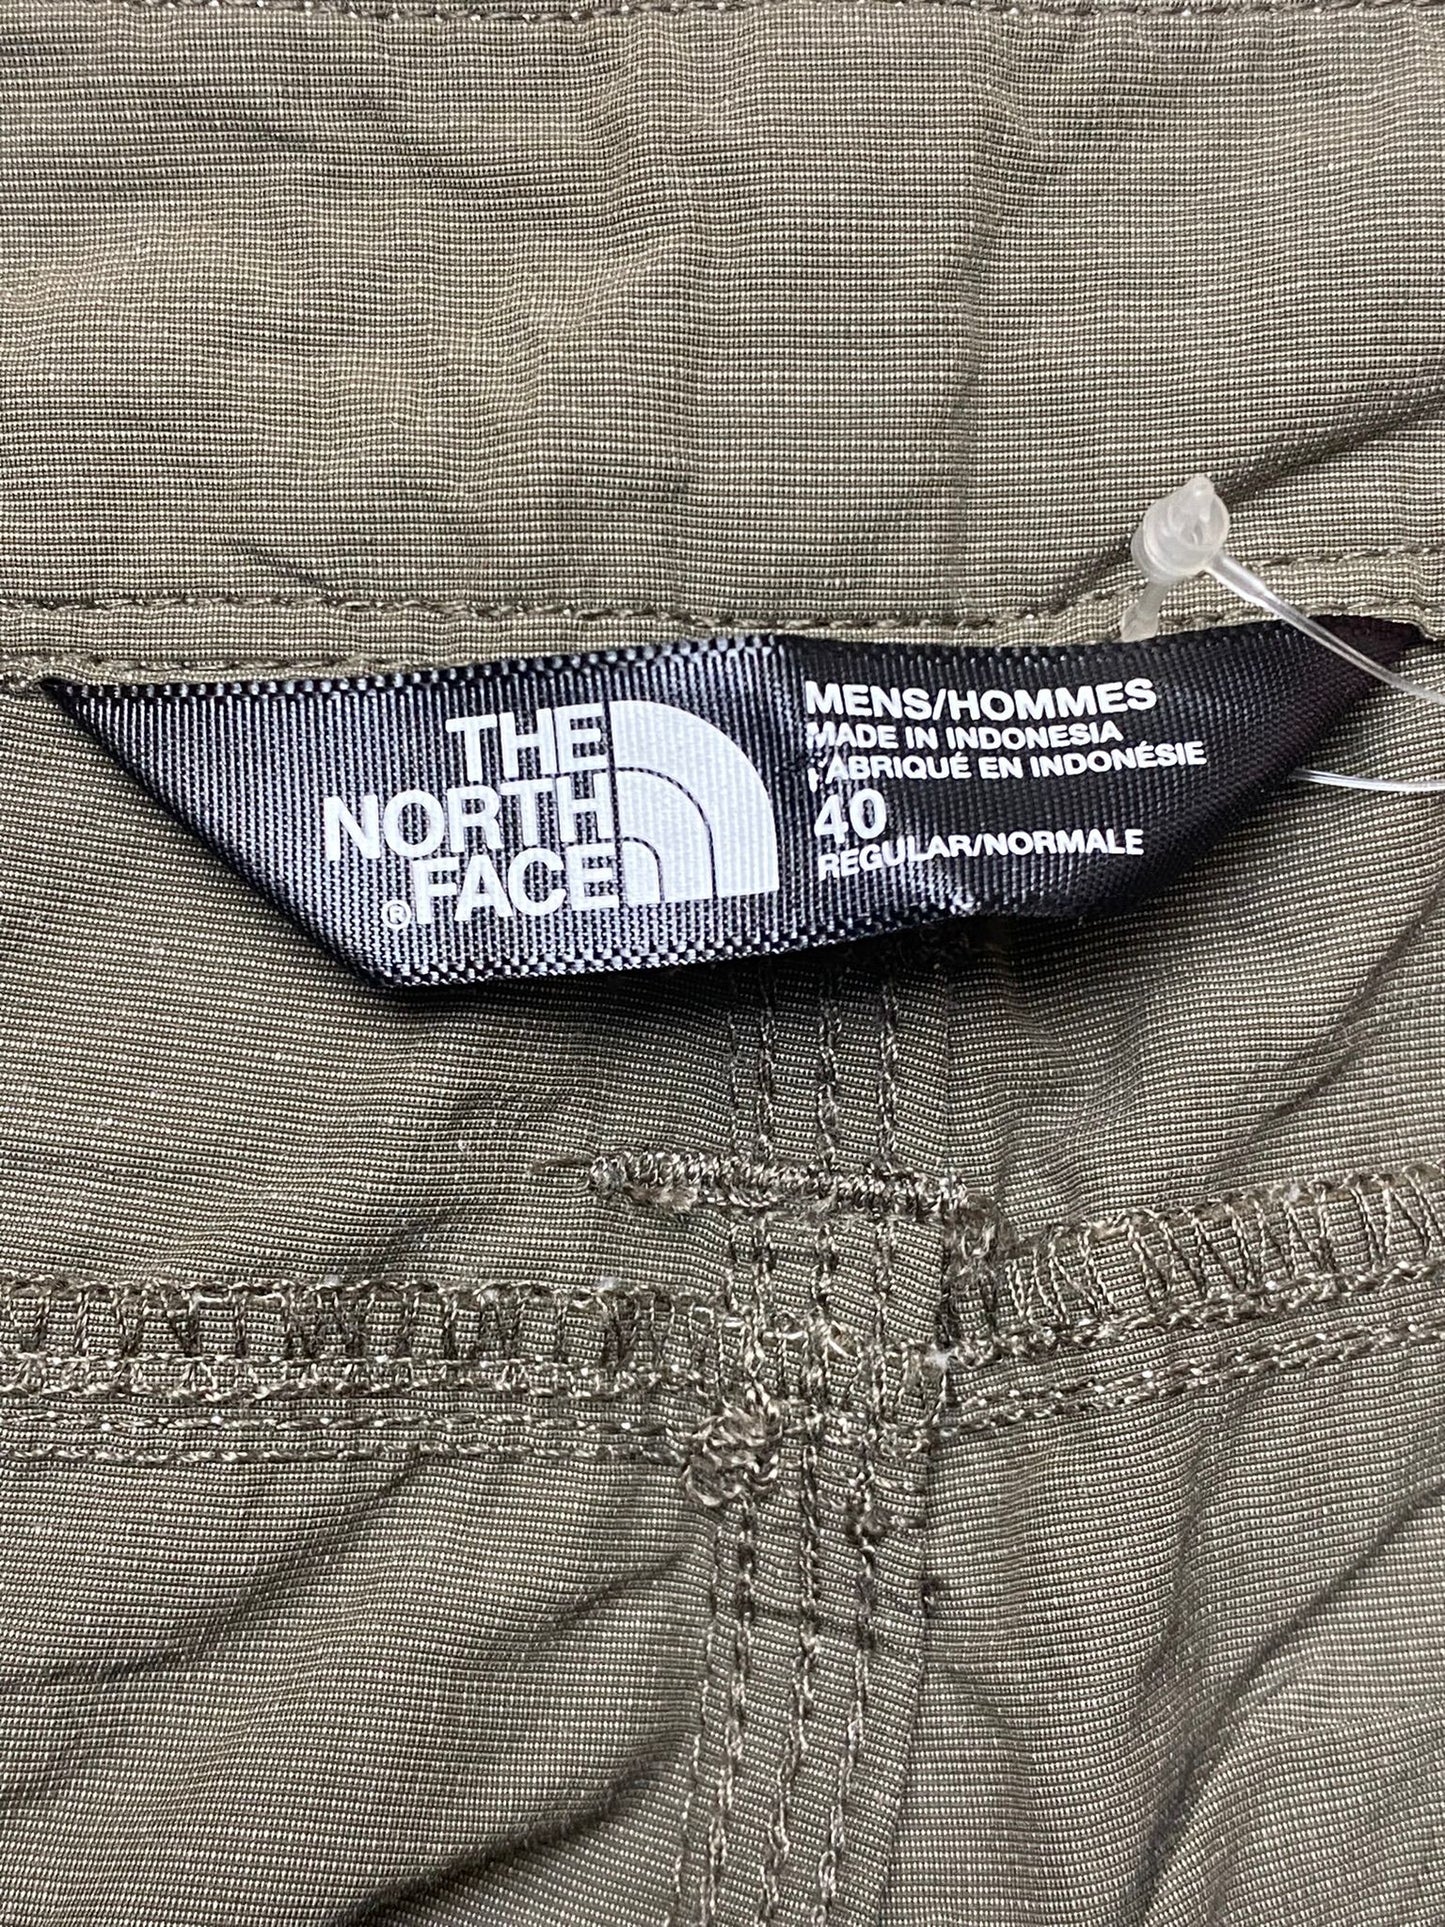 THE
NORTH
FACE
®
MENS/HOMMES
MADE IN INDONESIA
FABRIQUÉ EN INDONÉSIE
40
REGULAR/NORMALE